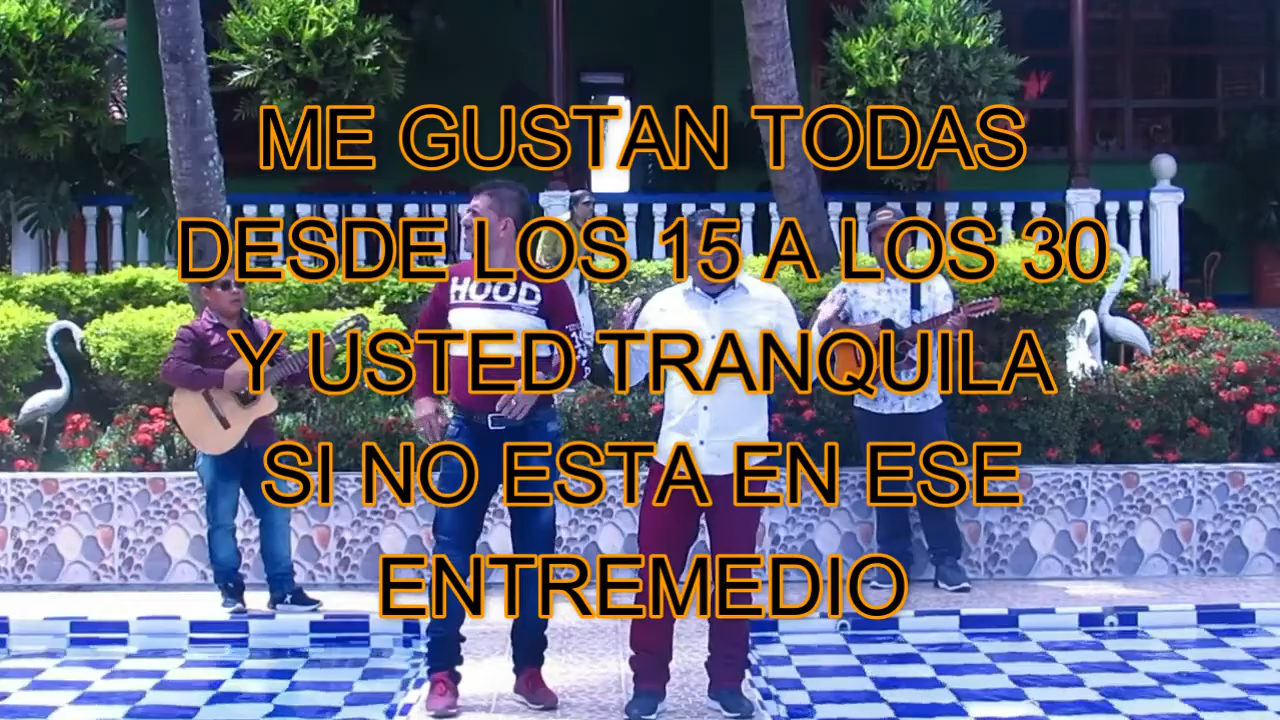 ME GUSTAN TODAS
DESDE LOS 15 A LOS 30
HOOD
Y USTED TRANQUILA
SI NO ESTA EN ESE
ENTREMEDIO